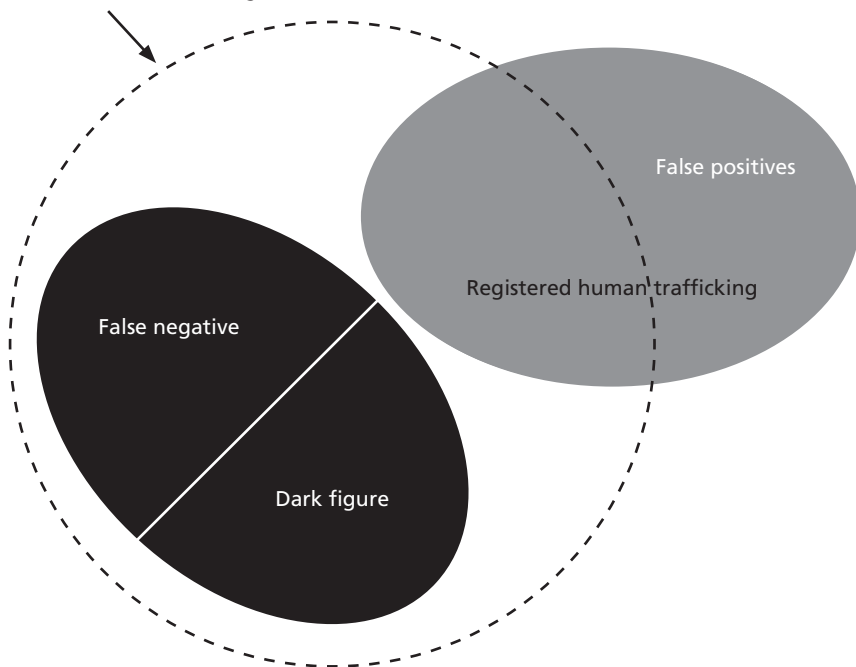 False positives
Registered human trafficking
False negative
Dark figure